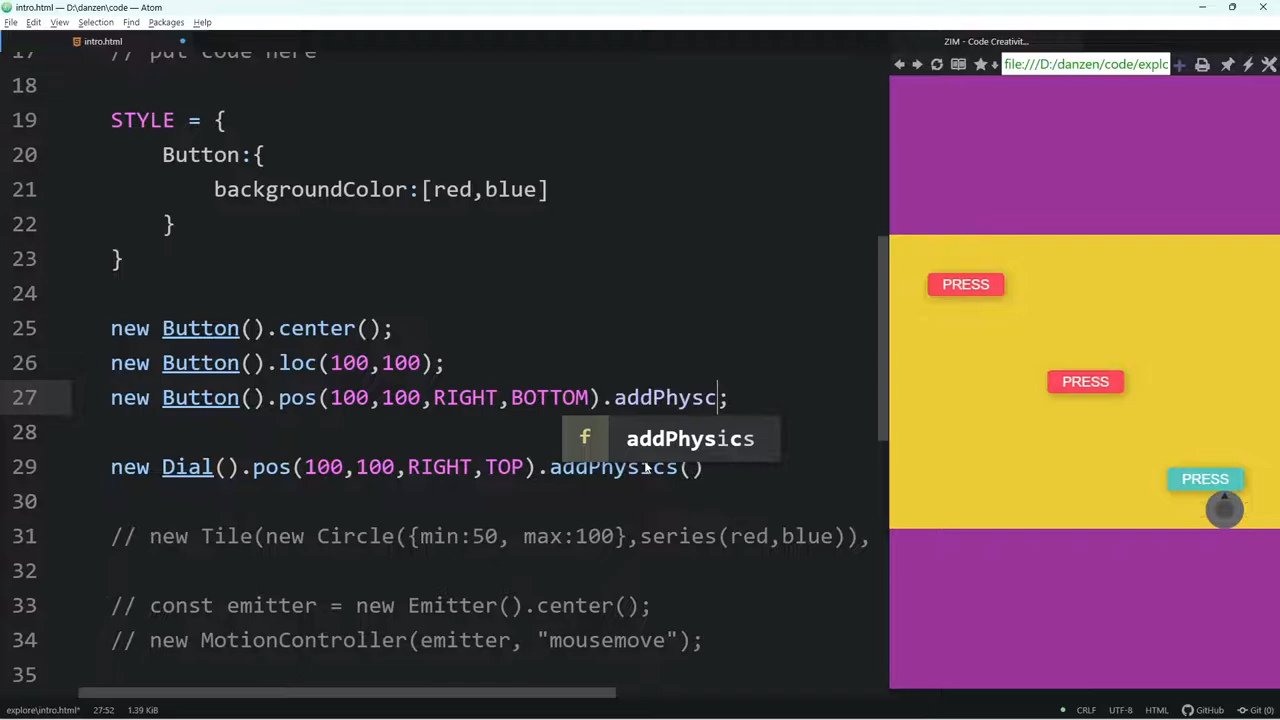 intro.html — D:\danzen\code — Atom
File Edit View Selection Find Packages Help
intro.html
ZIM - Code Creativit...
file:///D:/danzen/code/explc
17 // put code here
18
19 STYLE = {
20 Button:{
21 backgroundColor:[red,blue]
22 }
23 }
24
25 new Button().center();
26 new Button().loc(100,100);
27 new Button().pos(100,100,RIGHT,BOTTOM).addPhysc;
f addPhysics
28
29 new Dial().pos(100,100,RIGHT,TOP).addPhysics()
30
31 // new Tile(new Circle({min:50, max:100},series(red,blue)),
32
33 // const emitter = new Emitter().center();
34 // new MotionController(emitter, "mousemove");
35
PRESS
PRESS
PRESS
explore\intro.html* 27:52 1.39 KiB
CRLF UTF-8 HTML GitHub Git (0)